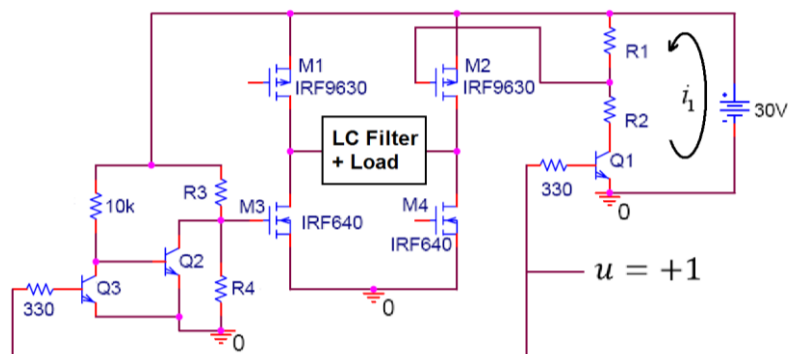 M1
IRF9630
M2
IRF9630
R1
i₁
R2
30V
LC Filter
+ Load
Q1
330
0
R3
10k
M3
IRF640
M4
IRF640
Q2
Q3
R4
330
0
0
u = +1